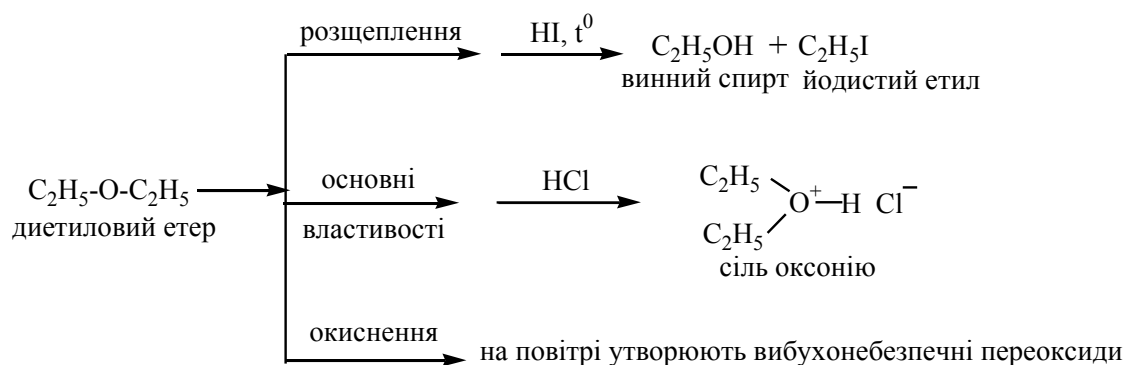 розщеплення HI, t⁰ C₂H₅OH + C₂H₅I
винний спирт йодистий етил
C₂H₅-O-C₂H₅
диетиловий етер
основні
властивості
HCl
C₂H₅
O⁺—H Cl⁻
C₂H₅
сіль оксонію
окиснення
на повітрі утворюють вибухонебезпечні переоксиди